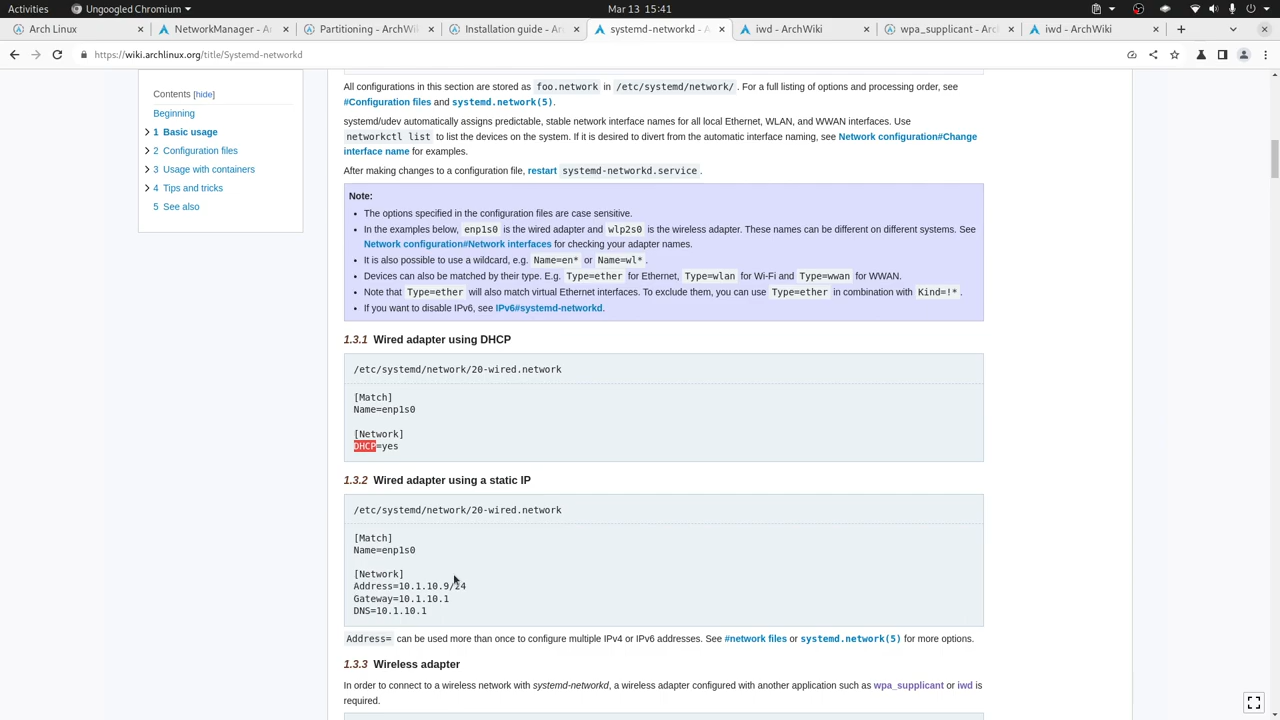 Activities
Ungoogled Chromium
Mar 13 15:41
Arch Linux
NetworkManager - A
Partitioning - ArchWi
Installation guide - A
systemd-networkd - A
iwd - ArchWiki
wpa_supplicant - Arc
iwd - ArchWiki
https://wiki.archlinux.org/title/Systemd-networkd
Contents [hide]
Beginning
1 Basic usage
2 Configuration files
3 Usage with containers
4 Tips and tricks
5 See also
All configurations in this section are stored as foo.network in /etc/systemd/network/ . For a full listing of options and processing order, see
#Configuration files and systemd.network(5).
systemd/udev automatically assigns predictable, stable network interface names for all local Ethernet, WLAN, and WWAN interfaces. Use
networkctl list to list the devices on the system. If it is desired to divert from the automatic interface naming, see Network configuration#Change
interface name for examples.
After making changes to a configuration file, restart systemd-networkd.service .
Note:
• The options specified in the configuration files are case sensitive.
• In the examples below, enp1s0 is the wired adapter and wlp2s0 is the wireless adapter. These names can be different on different systems. See
Network configuration#Network interfaces for checking your adapter names.
• It is also possible to use a wildcard, e.g. Name=en* or Name=wl* .
• Devices can also be matched by their type. E.g. Type=ether for Ethernet, Type=wlan for Wi-Fi and Type=wwan for WWAN.
• Note that Type=ether will also match virtual Ethernet interfaces. To exclude them, you can use Type=ether in combination with Kind=!* .
• If you want to disable IPv6, see IPv6#systemd-networkd.
1.3.1 Wired adapter using DHCP
/etc/systemd/network/20-wired.network
[Match]
Name=enp1s0
[Network]
DHCP=yes
1.3.2 Wired adapter using a static IP
/etc/systemd/network/20-wired.network
[Match]
Name=enp1s0
[Network]
Address=10.1.10.9/24
Gateway=10.1.10.1
DNS=10.1.10.1
Address= can be used more than once to configure multiple IPv4 or IPv6 addresses. See #network files or systemd.network(5) for more options.
1.3.3 Wireless adapter
In order to connect to a wireless network with systemd-networkd, a wireless adapter configured with another application such as wpa_supplicant or iwd is
required.